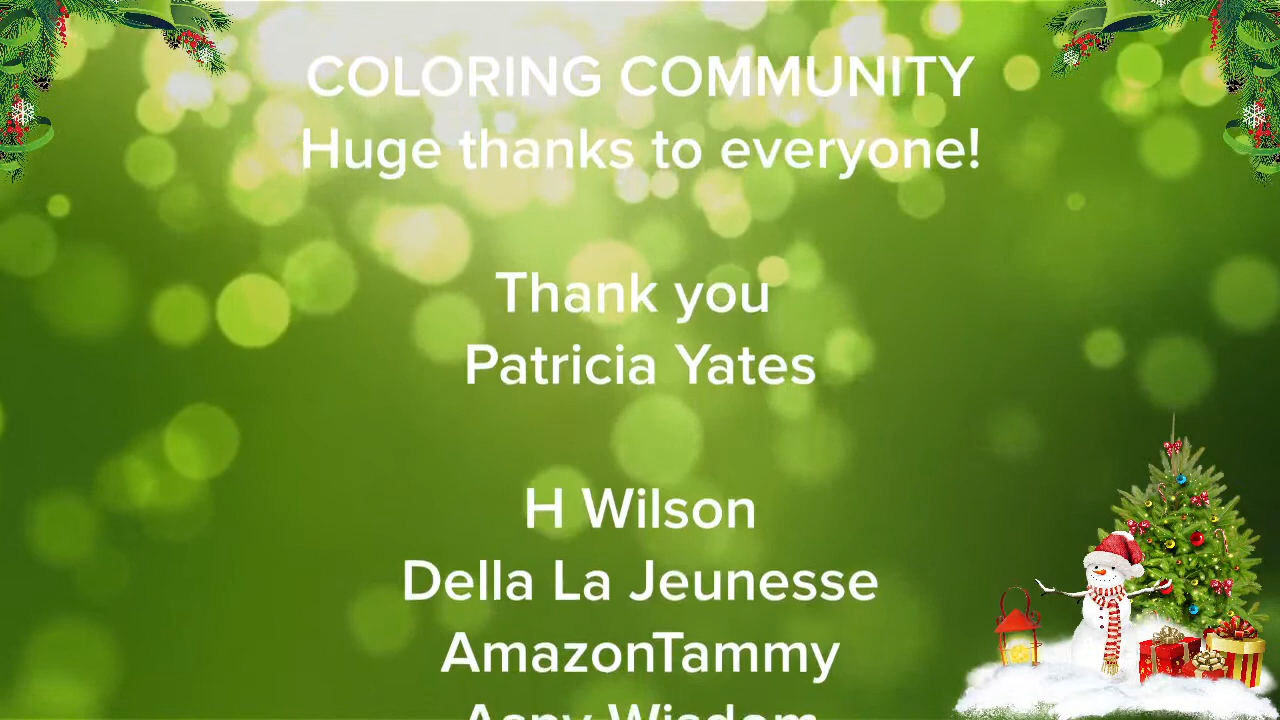 COLORING COMMUNITY
Huge thanks to everyone!
Thank you
Patricia Yates
H Wilson
Della La Jeunesse
AmazonTammy